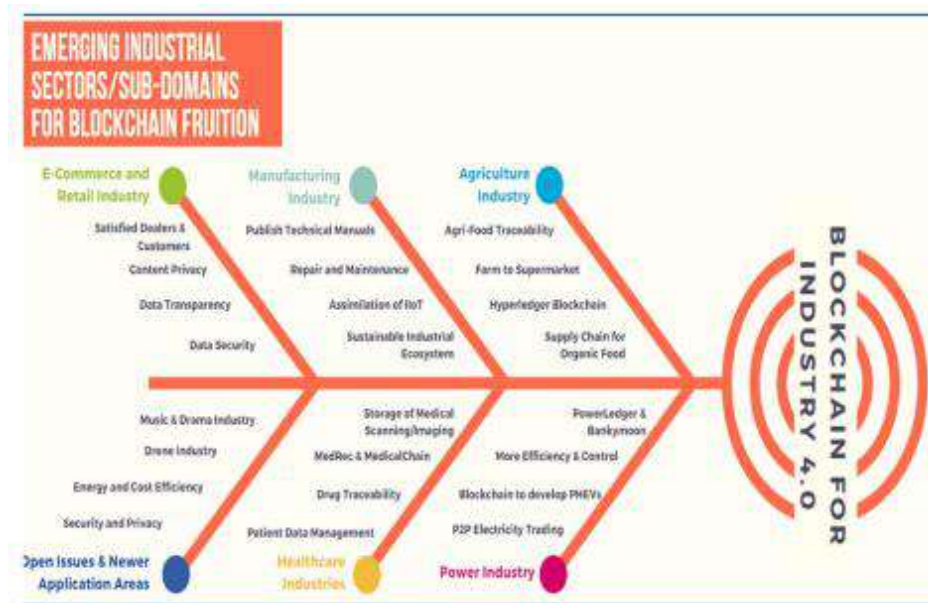 EMERGING INDUSTRIAL
SECTORS/SUB-DOMAINS
FOR BLOCKCHAIN FRUITION
E-Commerce and
Retail Industry
Satisfied Dealers &
Customers
Content Privacy
Data Transparency
Data Security
Manufacturing
Industry
Publish Technical Manuals
Repair and Maintenance
Assimilation of IIoT
Sustainable Industrial
Ecosystem
Agriculture
Industry
Agri-Food Traceability
Farm to Supermarket
Hyperledger Blockchain
Supply Chain for
Organic Food
BLOCKCHAIN FOR
INDUSTRY 4.0
Music & Drama Industry
Drone Industry
Energy and Cost Efficiency
Security and Privacy
Open Issues & Newer
Application Areas
Storage of Medical
Scanning/Imaging
MedRec & MedicalChain
Drug Traceability
Patient Data Management
Healthcare
Industries
PowerLedger &
Bankymoon
More Efficiency & Control
Blockchain to develop PHEVs
P2P Electricity Trading
Power Industry